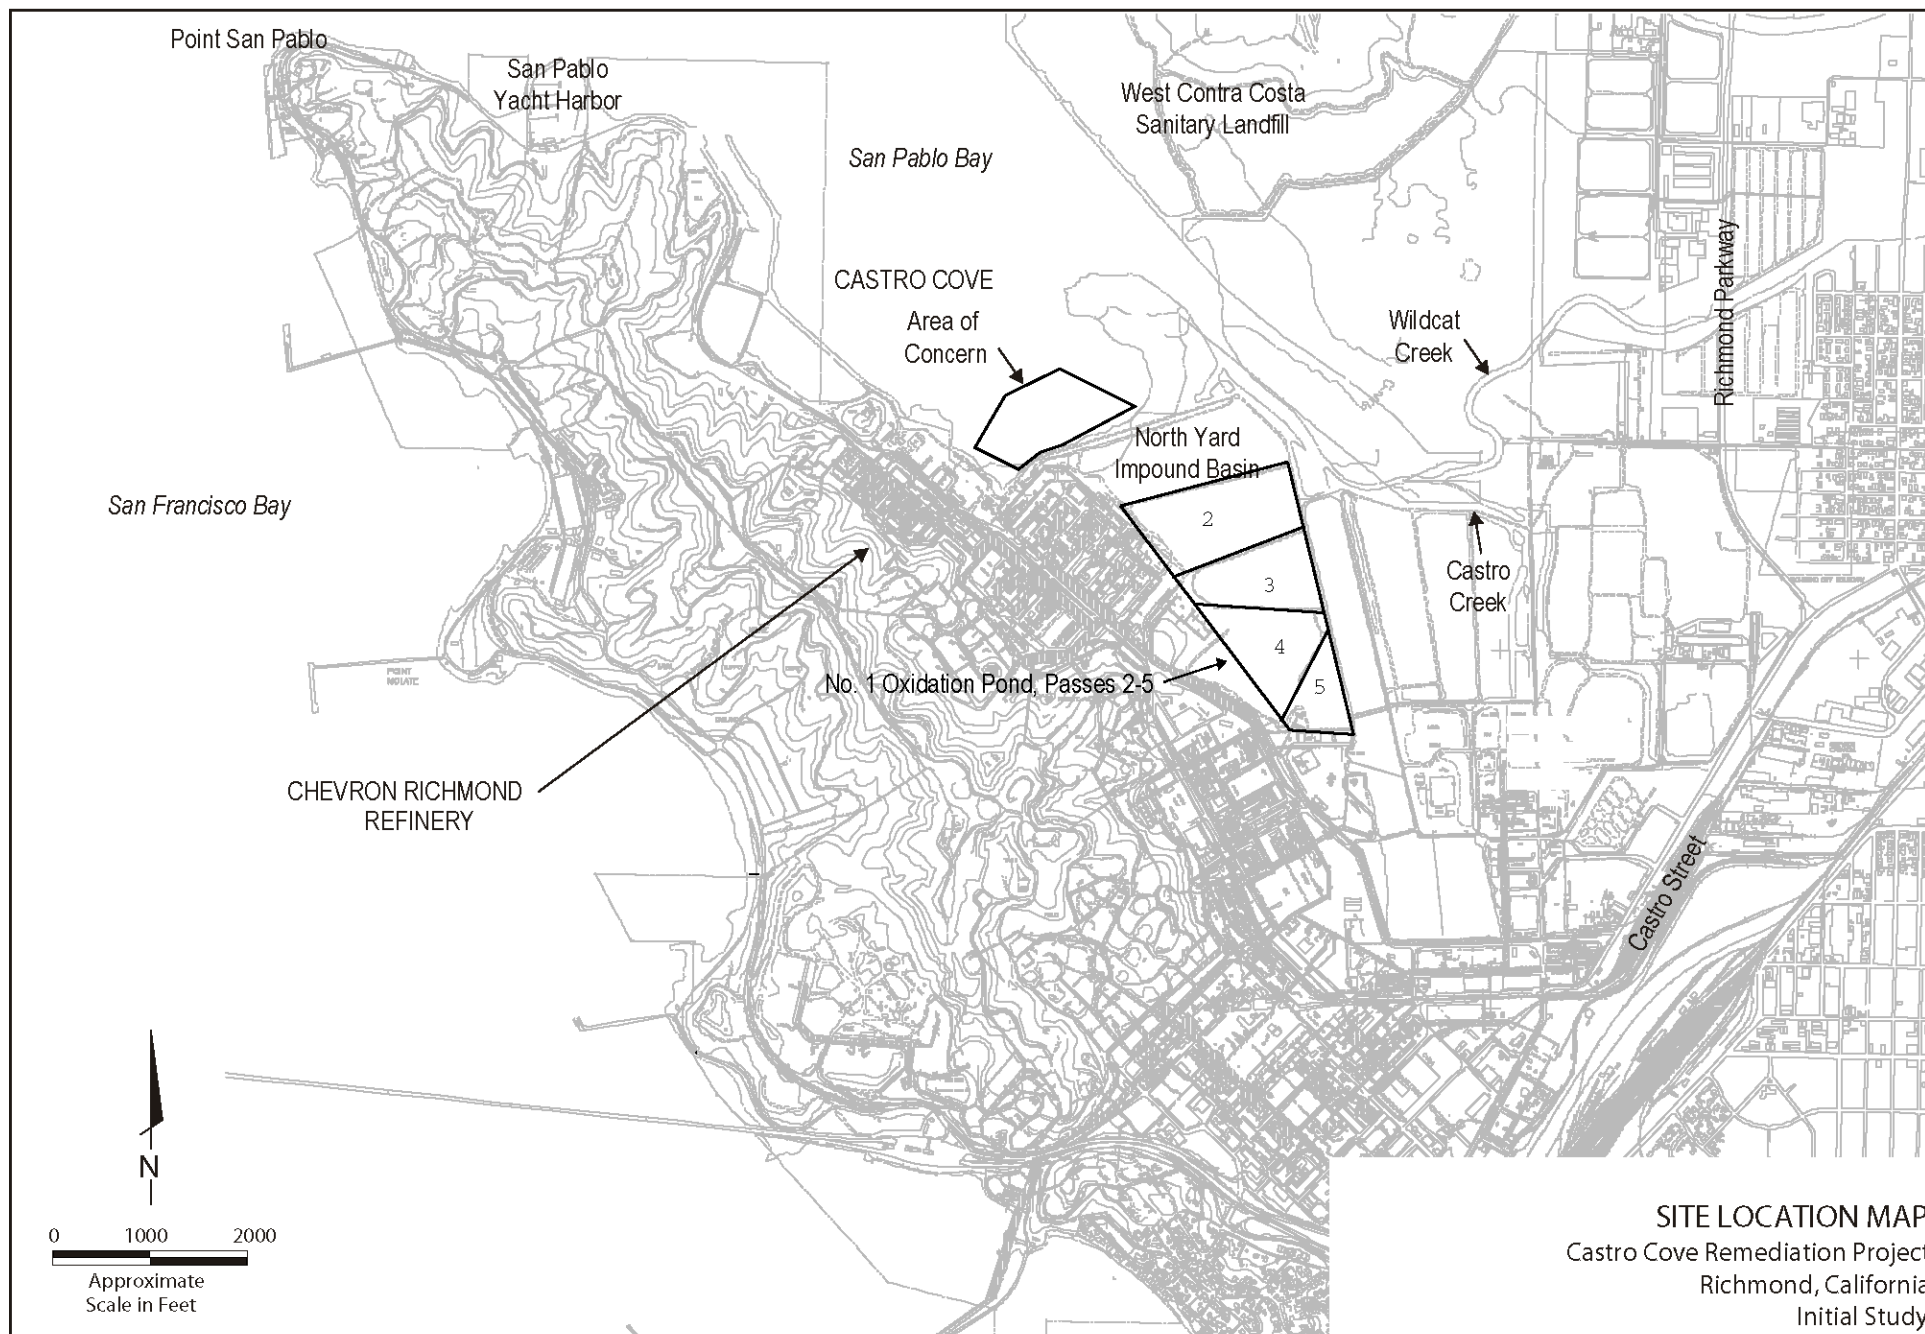 Point San Pablo
San Pablo
Yacht Harbor
West Contra Costa
Sanitary Landfill
San Pablo Bay
CASTRO COVE
Area of
Concern
Wildcat
Creek
Richmond Parkway
North Yard
Impound Basin
San Francisco Bay
2
3
4
5
Castro
Creek
No. 1 Oxidation Pond, Passes 2-5
POINT
MOLATE
CHEVRON RICHMOND
REFINERY
Castro Street
N
0 1000 2000
Approximate
Scale in Feet
SITE LOCATION MAP
Castro Cove Remediation Project
Richmond, California
Initial Study